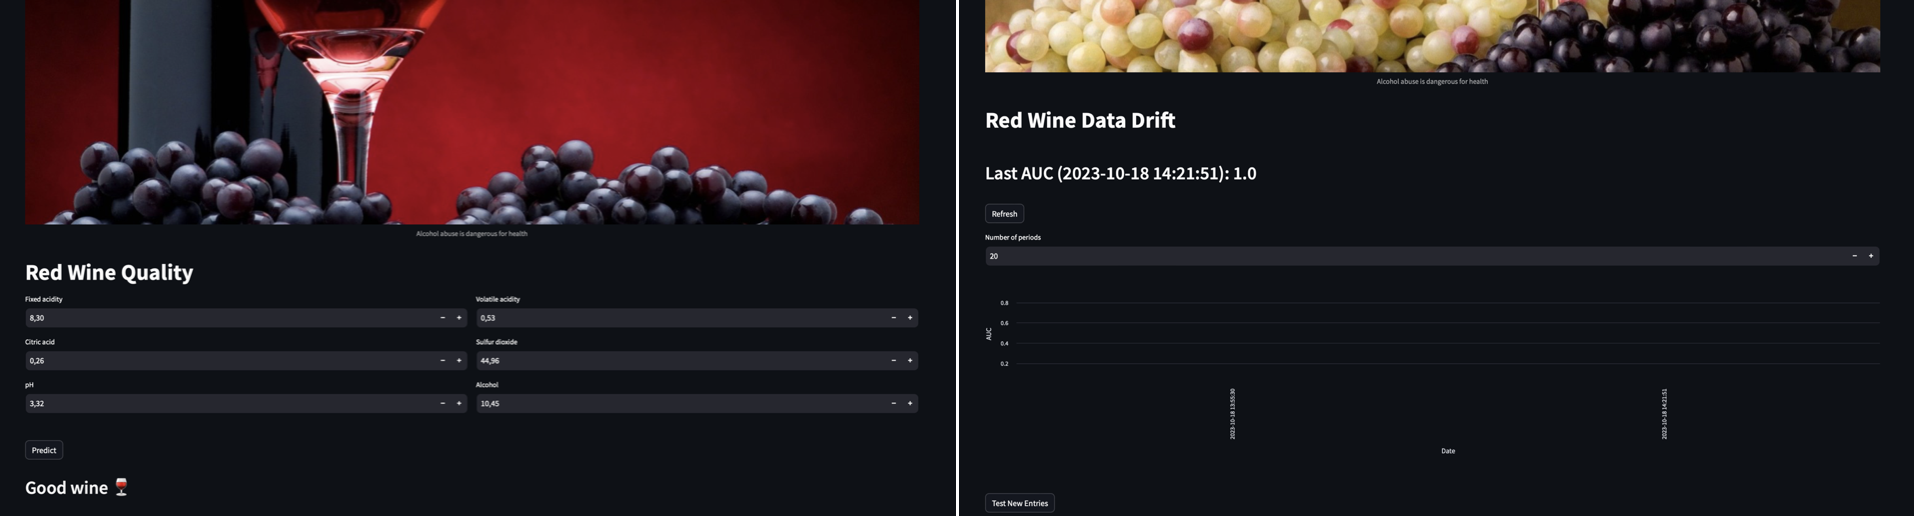 Alcohol abuse is dangerous for health
Red Wine Quality
Fixed acidity
8,30
Volatile acidity
0,53
Citric acid
0,26
Sulfur dioxide
44,96
pH
3,32
Alcohol
10,45
Predict
Good wine 🍷
Alcohol abuse is dangerous for health
Red Wine Data Drift
Last AUC (2023-10-18 14:21:51): 1.0
Refresh
Number of periods
20
AUC
0.8
0.6
0.4
0.2
2023-10-18 13:55:30
2023-10-18 14:21:51
Date
Test New Entries